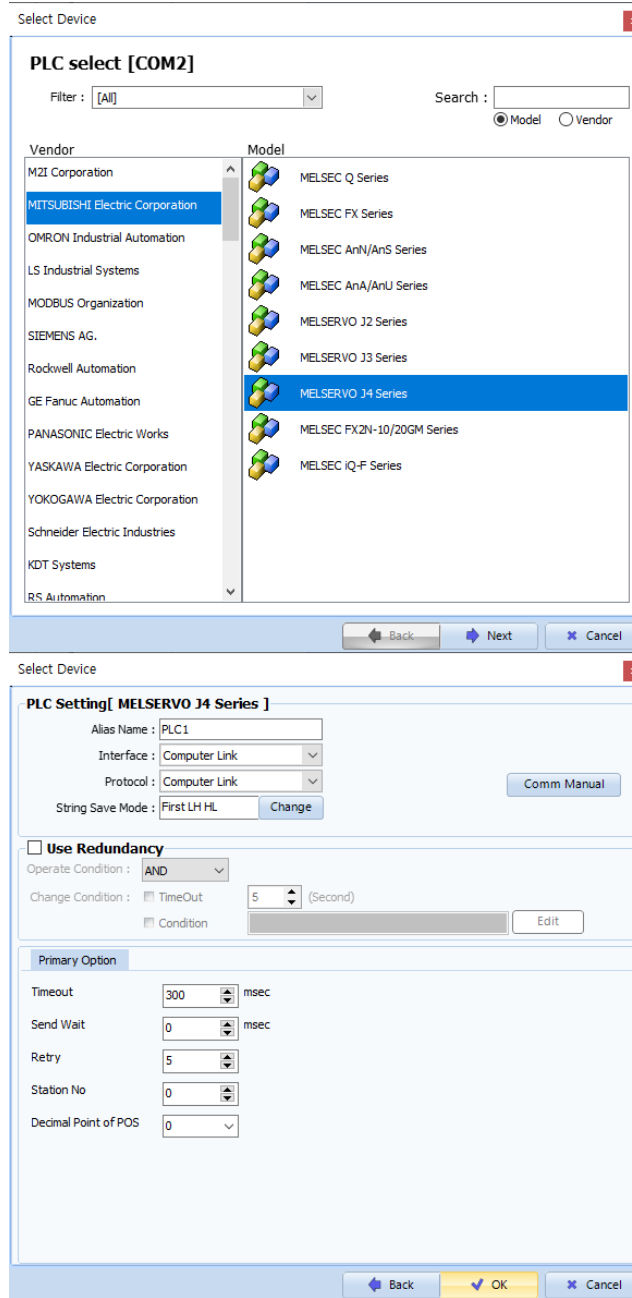 Select Device
PLC select [COM2]
Filter : [All]
Search :
Model Vendor
Vendor
M2I Corporation
MITSUBISHI Electric Corporation
OMRON Industrial Automation
LS Industrial Systems
MODBUS Organization
SIEMENS AG.
Rockwell Automation
GE Fanuc Automation
PANASONIC Electric Works
YASKAWA Electric Corporation
YOKOGAWA Electric Corporation
Schneider Electric Industries
KDT Systems
RS Automation
Model
MELSEC Q Series
MELSEC FX Series
MELSEC AnN/AnS Series
MELSEC AnA/AnU Series
MELSERVO J2 Series
MELSERVO J3 Series
MELSERVO J4 Series
MELSEC FX2N-10/20GM Series
MELSEC iQ-F Series
Back Next Cancel
Select Device
PLC Setting[ MELSERVO J4 Series ]
Alias Name : PLC1
Interface : Computer Link
Protocol : Computer Link
Comm Manual
String Save Mode : First LH HL Change
Use Redundancy
Operate Condition : AND
Change Condition : TimeOut 5 (Second)
Condition Edit
Primary Option
Timeout 300 msec
Send Wait 0 msec
Retry 5
Station No 0
Decimal Point of POS 0
Back OK Cancel